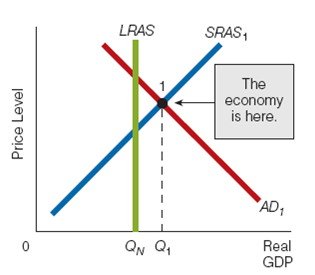 LRAS
SRAS1
1
The
economy
is here.
Price Level
AD1
0
QN Q1
Real
GDP